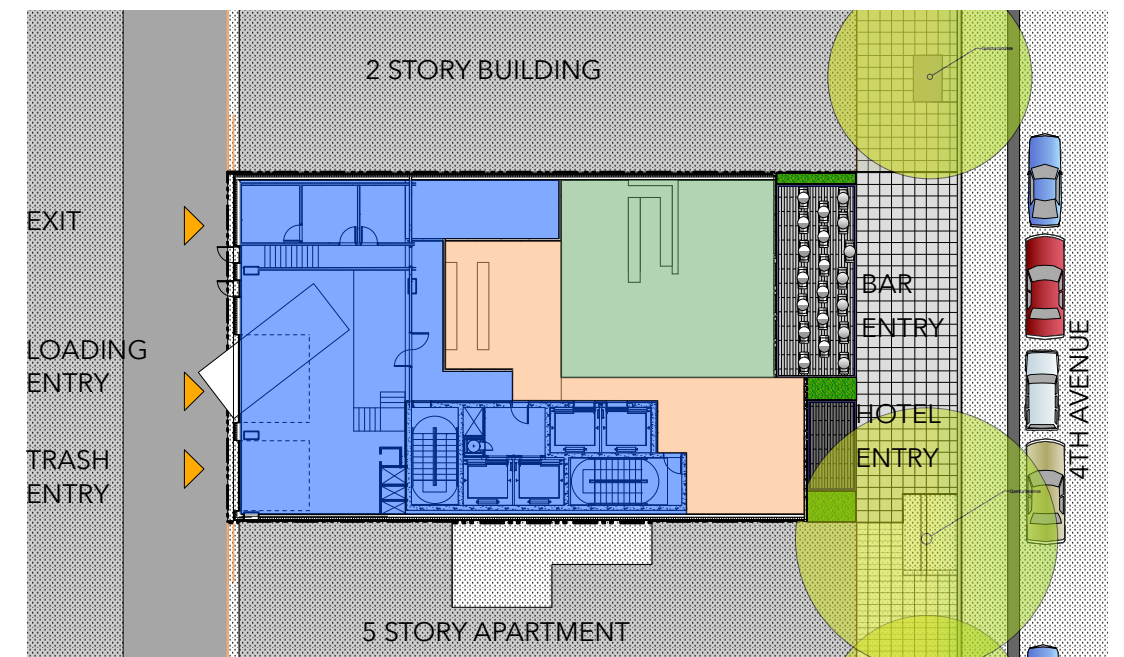 2 STORY BUILDING
EXIT
LOADING
ENTRY
TRASH
ENTRY
BAR
ENTRY
HOTEL
ENTRY
4TH AVENUE
5 STORY APARTMENT